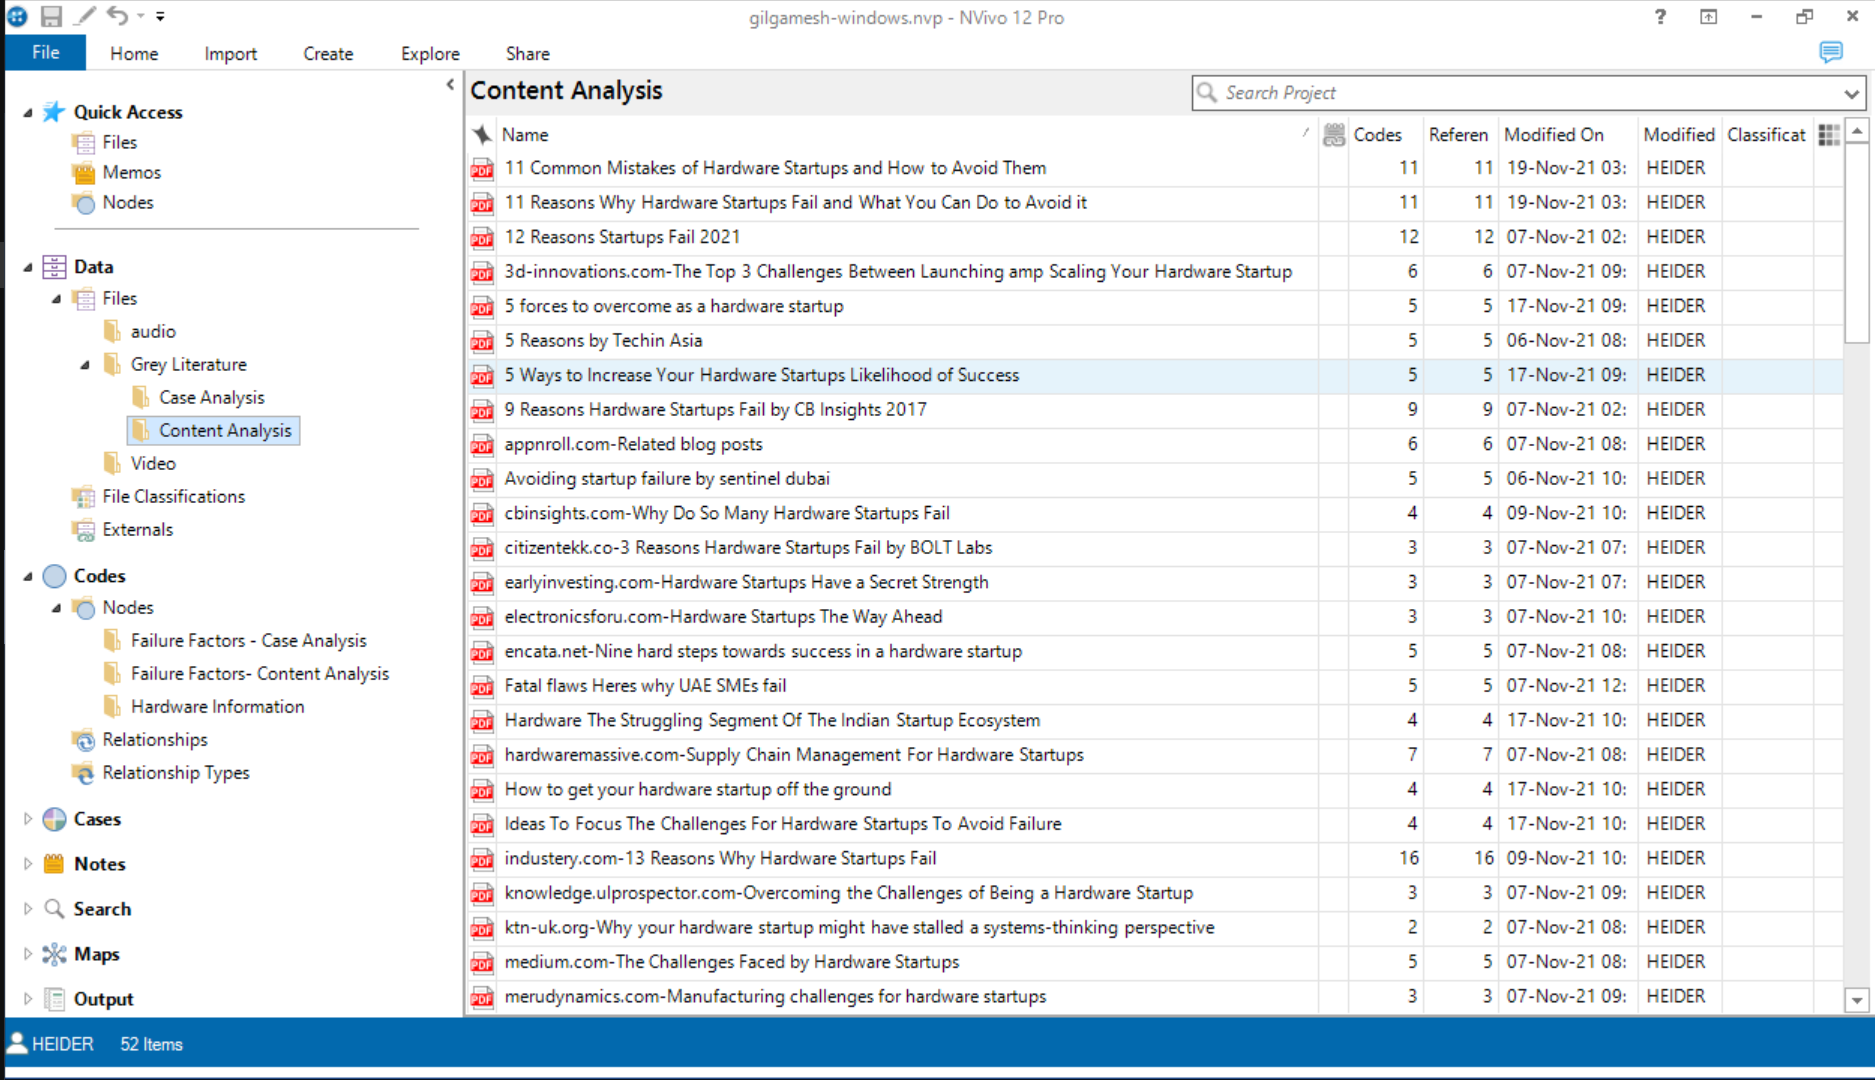 gilgamesh-windows.nvp - NVivo 12 Pro
File Home Import Create Explore Share
Quick Access
Files
Memos
Nodes
Data
Files
audio
Grey Literature
Case Analysis
Content Analysis
Video
File Classifications
Externals
Codes
Nodes
Failure Factors - Case Analysis
Failure Factors- Content Analysis
Hardware Information
Relationships
Relationship Types
Cases
Notes
Search
Maps
Output
Content Analysis
Search Project
Name Codes Referen Modified On Modified Classificat
11 Common Mistakes of Hardware Startups and How to Avoid Them 11 11 19-Nov-21 03: HEIDER
11 Reasons Why Hardware Startups Fail and What You Can Do to Avoid it 11 11 19-Nov-21 03: HEIDER
12 Reasons Startups Fail 2021 12 12 07-Nov-21 02: HEIDER
3d-innovations.com-The Top 3 Challenges Between Launching amp Scaling Your Hardware Startup 6 6 07-Nov-21 09: HEIDER
5 forces to overcome as a hardware startup 5 5 17-Nov-21 09: HEIDER
5 Reasons by Techin Asia 5 5 06-Nov-21 08: HEIDER
5 Ways to Increase Your Hardware Startups Likelihood of Success 5 5 17-Nov-21 09: HEIDER
9 Reasons Hardware Startups Fail by CB Insights 2017 9 9 07-Nov-21 02: HEIDER
appnroll.com-Related blog posts 6 6 07-Nov-21 08: HEIDER
Avoiding startup failure by sentinel dubai 5 5 06-Nov-21 10: HEIDER
cbinsights.com-Why Do So Many Hardware Startups Fail 4 4 09-Nov-21 10: HEIDER
citizentekk.co-3 Reasons Hardware Startups Fail by BOLT Labs 3 3 07-Nov-21 07: HEIDER
earlyinvesting.com-Hardware Startups Have a Secret Strength 3 3 07-Nov-21 07: HEIDER
electronicsforu.com-Hardware Startups The Way Ahead 3 3 07-Nov-21 10: HEIDER
encata.net-Nine hard steps towards success in a hardware startup 5 5 07-Nov-21 08: HEIDER
Fatal flaws Heres why UAE SMEs fail 5 5 07-Nov-21 12: HEIDER
Hardware The Struggling Segment Of The Indian Startup Ecosystem 4 4 17-Nov-21 10: HEIDER
hardwaremassive.com-Supply Chain Management For Hardware Startups 7 7 07-Nov-21 08: HEIDER
How to get your hardware startup off the ground 4 4 17-Nov-21 10: HEIDER
Ideas To Focus The Challenges For Hardware Startups To Avoid Failure 4 4 17-Nov-21 10: HEIDER
industery.com-13 Reasons Why Hardware Startups Fail 16 16 09-Nov-21 10: HEIDER
knowledge.ulprospector.com-Overcoming the Challenges of Being a Hardware Startup 3 3 07-Nov-21 09: HEIDER
ktn-uk.org-Why your hardware startup might have stalled a systems-thinking perspective 2 2 07-Nov-21 08: HEIDER
medium.com-The Challenges Faced by Hardware Startups 5 5 07-Nov-21 08: HEIDER
merudynamics.com-Manufacturing challenges for hardware startups 3 3 07-Nov-21 09: HEIDER
HEIDER 52 Items